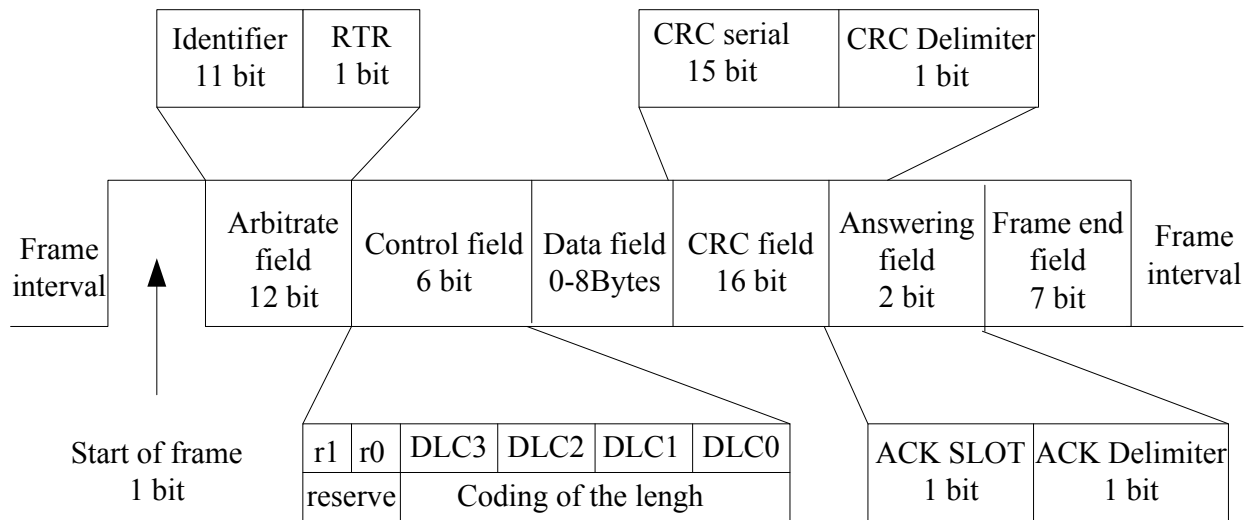 Identifier
11 bit
RTR
1 bit
CRC serial
15 bit
CRC Delimiter
1 bit
Frame
interval
Arbitrate
field
12 bit
Control field
6 bit
Data field
0-8Bytes
CRC field
16 bit
Answering
field
2 bit
Frame end
field
7 bit
Frame
interval
Start of frame
1 bit
r1
r0
DLC3
DLC2
DLC1
DLC0
reserve
Coding of the lengh
ACK SLOT
1 bit
ACK Delimiter
1 bit